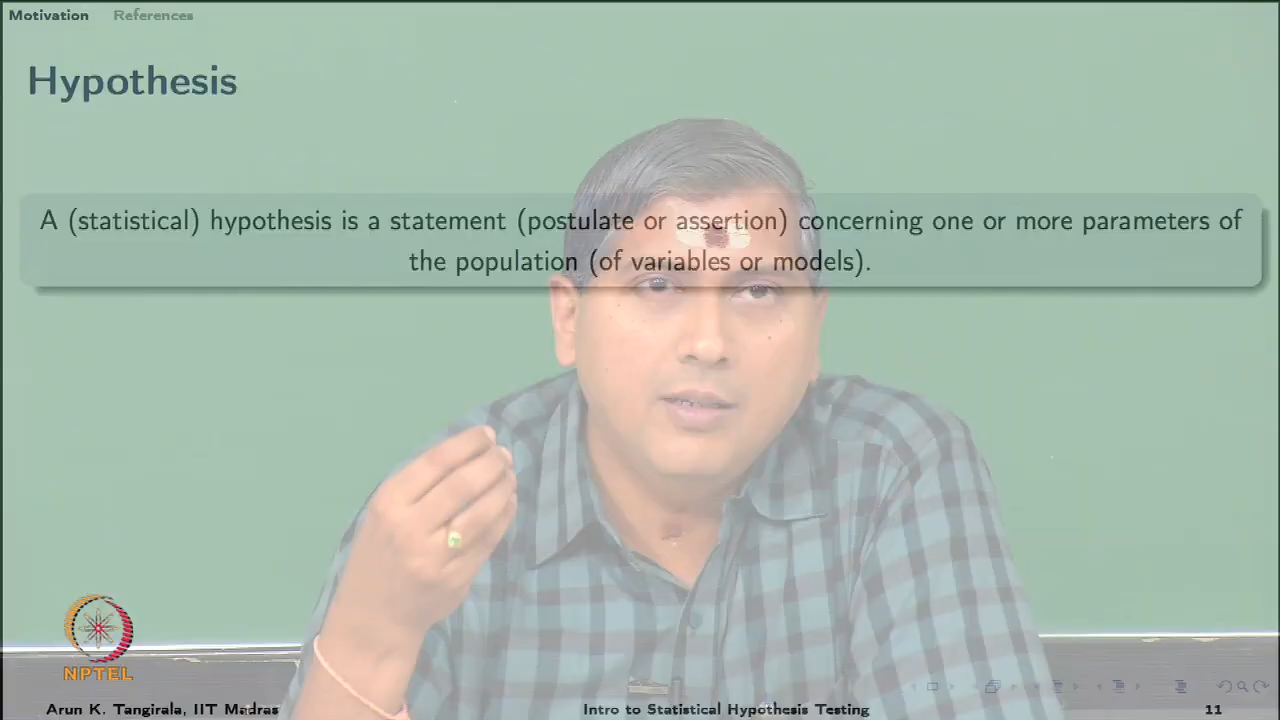 Motivation References
Hypothesis
A (statistical) hypothesis is a statement (postulate or assertion) concerning one or more parameters of
the population (of variables or models).
NPTEL
Arun K. Tangirala, IIT Madras Intro to Statistical Hypothesis Testing 11